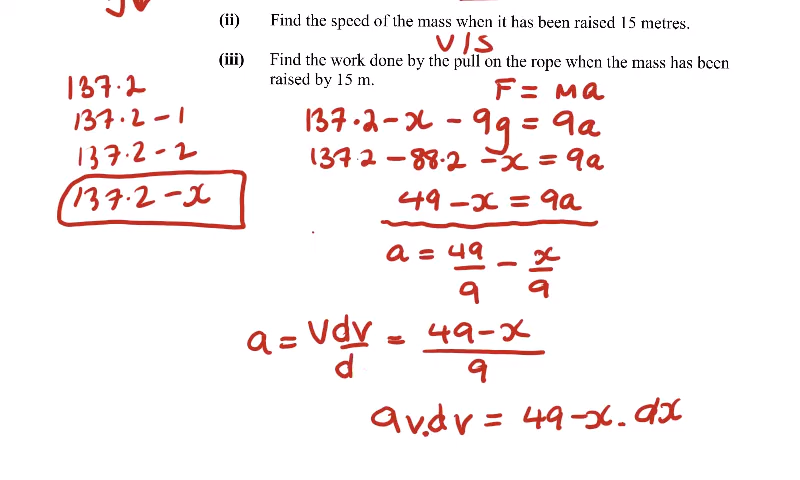 (ii) Find the speed of the mass when it has been raised 15 metres.
V/S
(iii) Find the work done by the pull on the rope when the mass has been
raised by 15 m.
F = ma
137.2
137.2 - 1
137.2 - 2
137.2 - x
137.2 - x - 9g = 9a
137.2 - 88.2 - x = 9a
49 - x = 9a
a = 49/9 - x/9
a = Vdv/d = 49-x/9
9v.dv = 49-x. dx